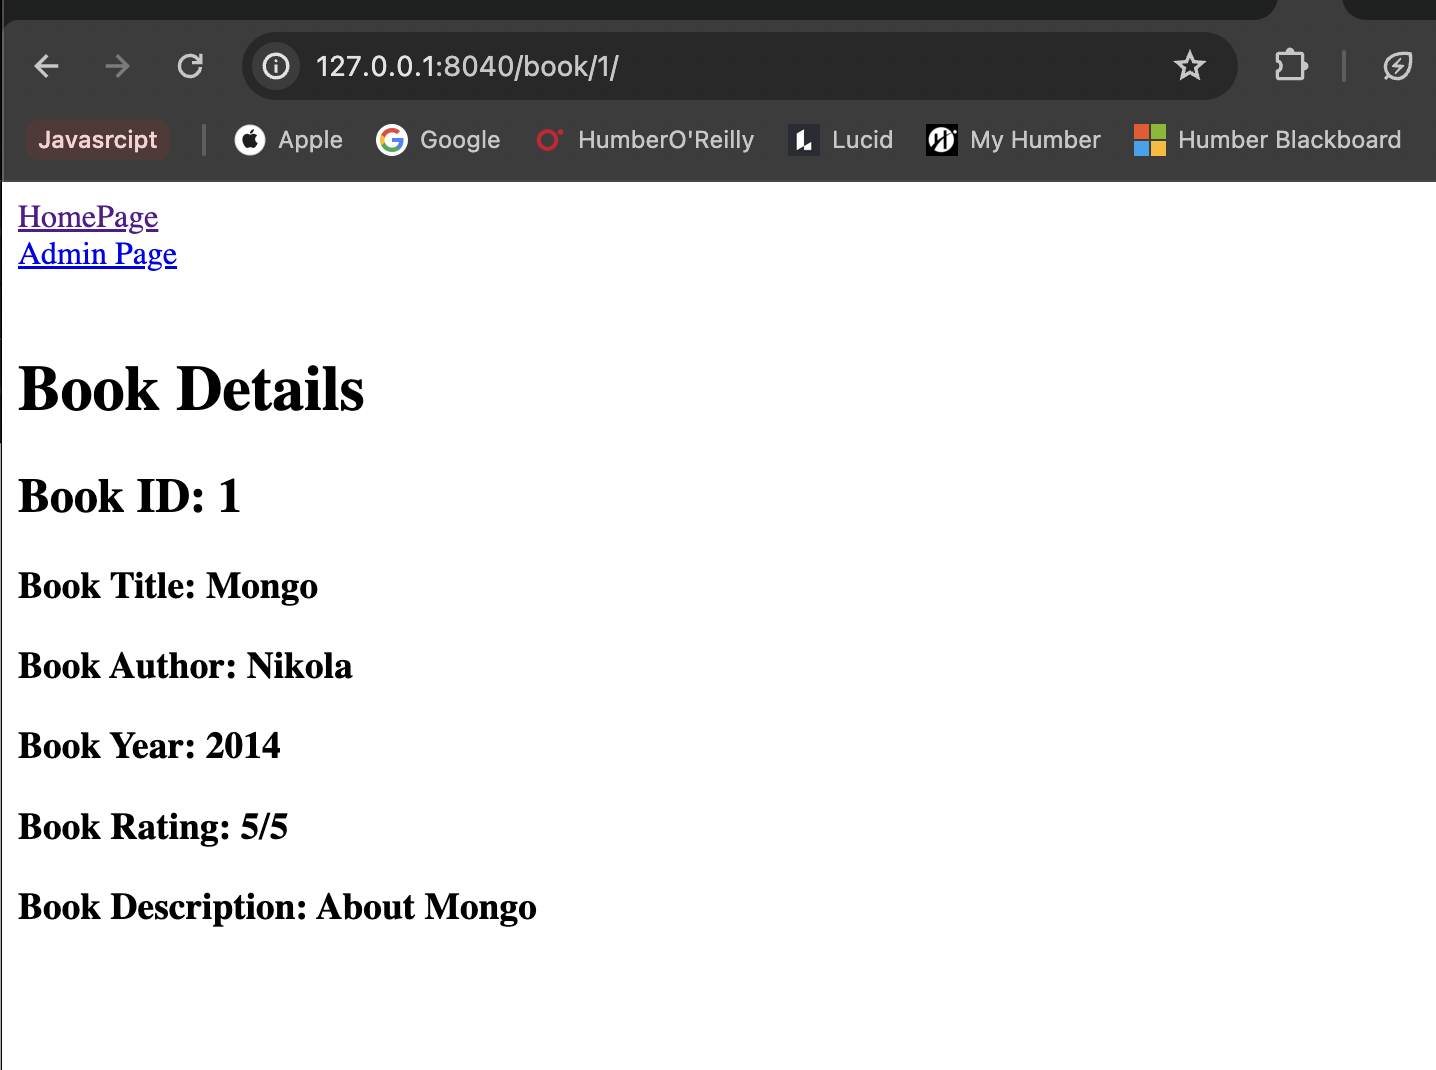 127.0.0.1:8040/book/1/
Javasrcipt Apple Google HumberO'Reilly Lucid My Humber Humber Blackboard
HomePage
Admin Page
Book Details
Book ID: 1
Book Title: Mongo
Book Author: Nikola
Book Year: 2014
Book Rating: 5/5
Book Description: About Mongo